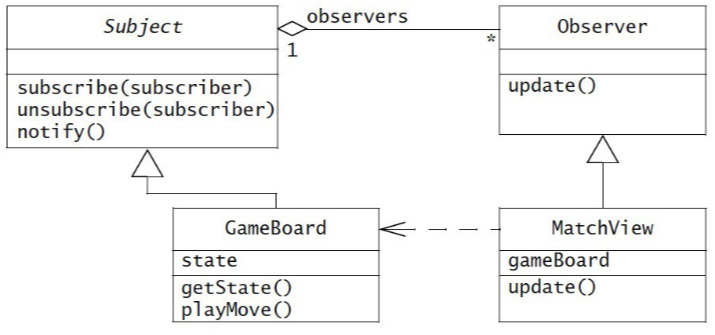 Subject
observers
1
*
Observer
subscribe(subscriber)
unsubscribe(subscriber)
notify()
update()
GameBoard
state
getState()
playMove()
MatchView
gameBoard
update()